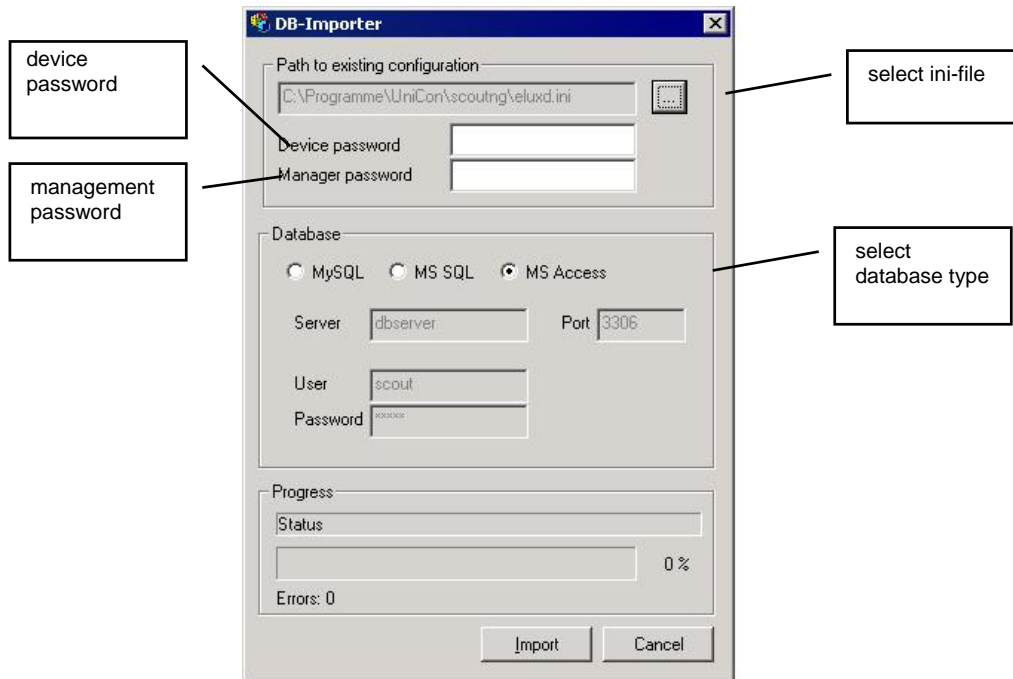 DB-Importer
device
password
Path to existing configuration
select ini-file
C:\Programme\UniCon\scoutng\eluxd.ini
...
Device password
Manager password
management
password
Database
MySQL MS SQL MS Access
select
database type
Server dbserver Port 3306
User scout
Password xxxxx
Progress
Status
0 %
Errors: 0
Import Cancel